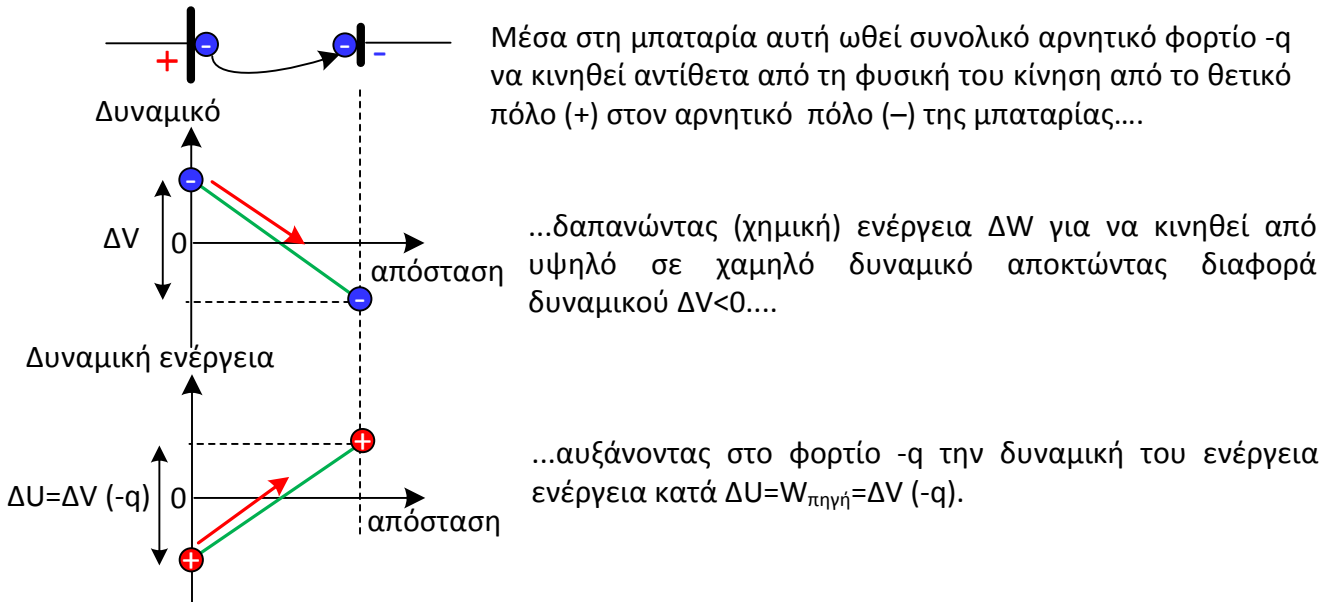 - -
+ -
Μέσα στη μπαταρία αυτή ωθεί συνολικό αρνητικό φορτίο -q
να κινηθεί αντίθετα από τη φυσική του κίνηση από το θετικό
πόλο (+) στον αρνητικό πόλο (–) της μπαταρίας....
Δυναμικό
-
ΔV
0
απόσταση
-
...δαπανώντας (χημική) ενέργεια ΔW για να κινηθεί από
υψηλό σε χαμηλό δυναμικό αποκτώντας διαφορά
δυναμικού ΔV<0....
Δυναμική ενέργεια
+
ΔU=ΔV (-q)
0
απόσταση
+
...αυξάνοντας στο φορτίο -q την δυναμική του ενέργεια
ενέργεια κατά ΔU=Wπηγή=ΔV (-q).